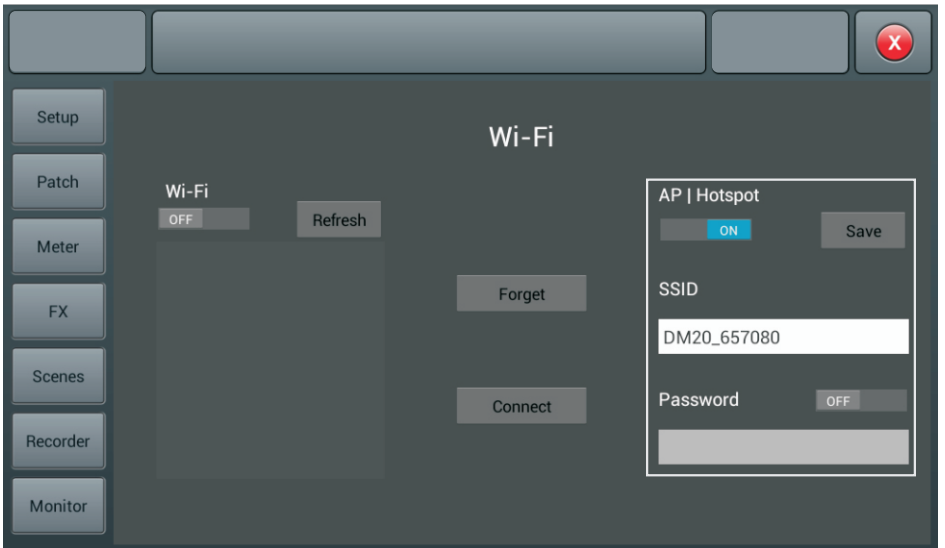 X
Setup
Patch
Meter
FX
Scenes
Recorder
Monitor
Wi-Fi
Wi-Fi
OFF
Refresh
Forget
Connect
AP | Hotspot
ON
Save
SSID
DM20_657080
Password
OFF